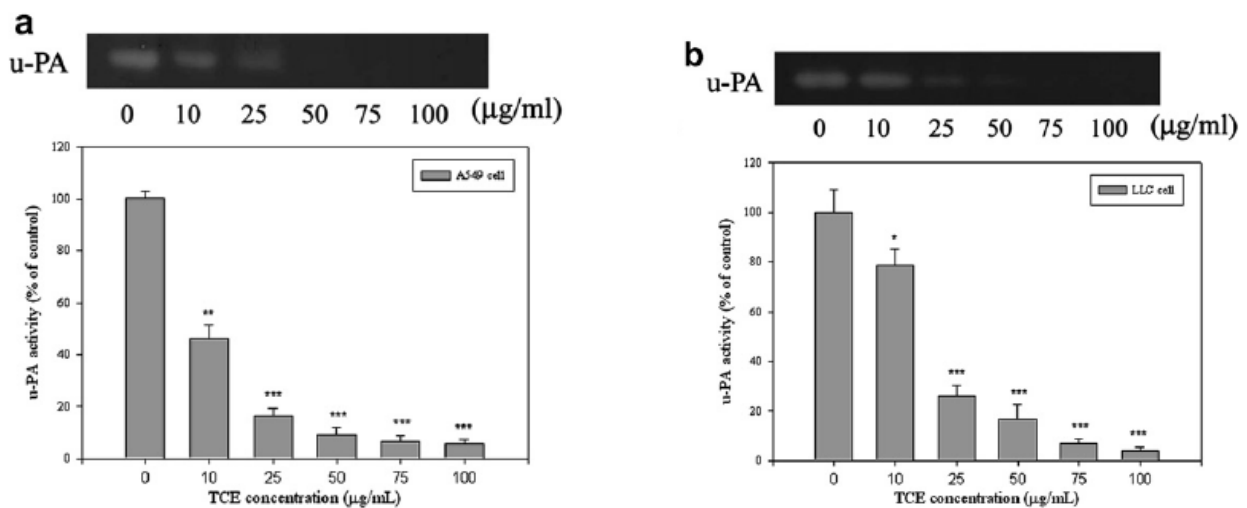 a
u-PA
0 10 25 50 75 100 (µg/ml)
120
100
80
60
40
20
0
u-PA activity (% of control)
A549 cell
**
***
***
***
***
0 10 25 50 75 100
TCE concentration (µg/mL)
b
u-PA
0 10 25 50 75 100 (µg/ml)
120
100
80
60
40
20
0
u-PA activity (% of control)
LLC cell
*
***
***
***
***
0 10 25 50 75 100
TCE concentration (µg/mL)